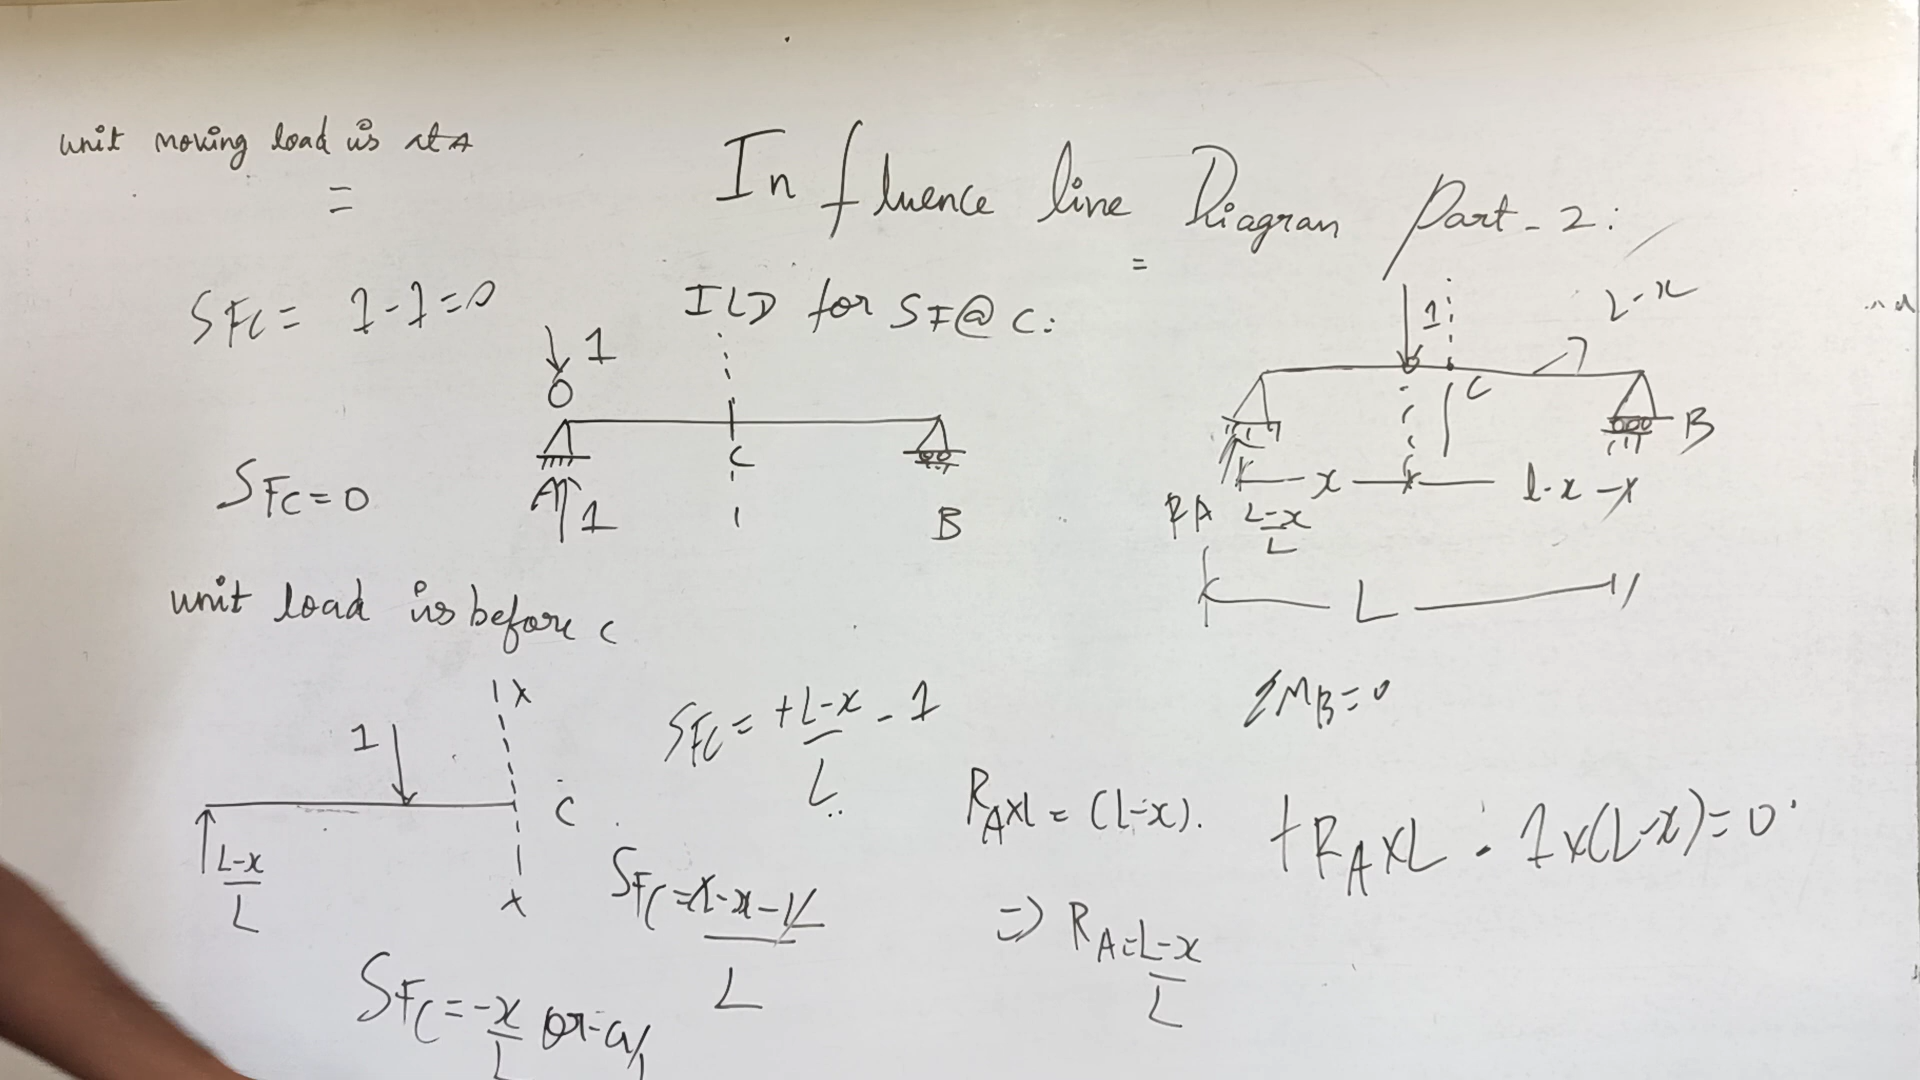 unit moving load is at A
=
Influence line Diagram Part-2:
=
SFc = 1-1=0
ILD for SF@ C:
1
C
A 1
B
SFc=0
1
L-x
C
B
x
l-x
RA L-x
L
L
unit load is before C
x
1
C
L-x
L
x
SFc = +L-x - 1
L
SFc = L-x-L
L
SFc = -x or -a/
L
ΣMB=0
+RA×L - 1×(L-x)=0
RA×L = (L-x).
=> RA=L-x
L